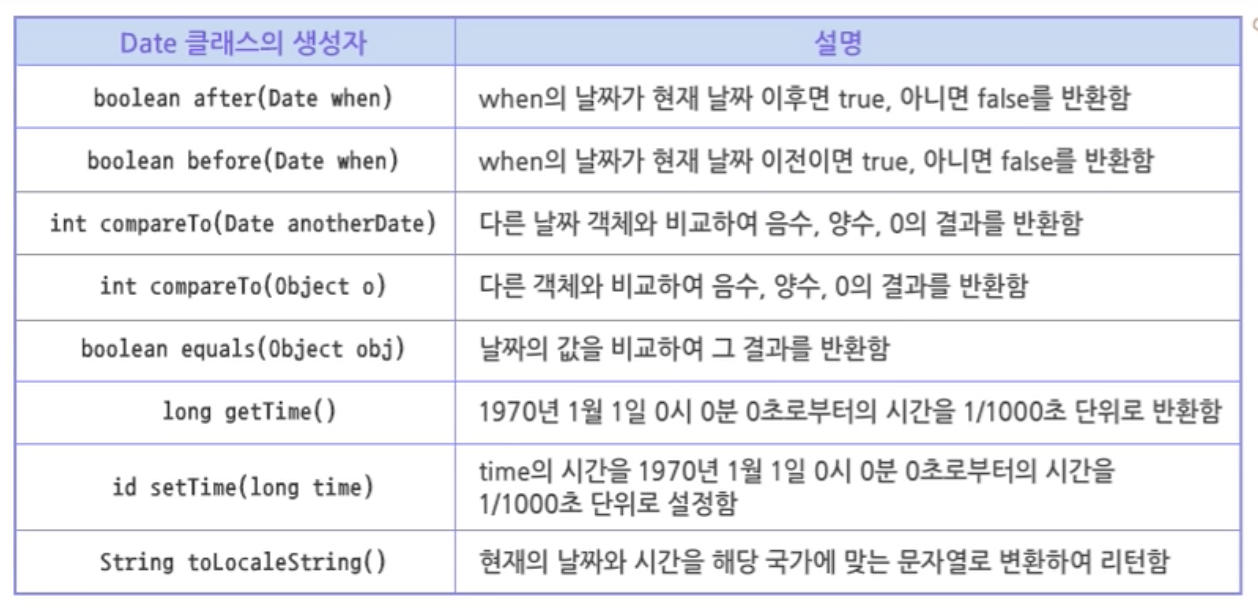 Date 클래스의 생성자 설명
boolean after(Date when) when의 날짜가 현재 날짜 이후면 true, 아니면 false를 반환함
boolean before(Date when) when의 날짜가 현재 날짜 이전이면 true, 아니면 false를 반환함
int compareTo(Date anotherDate) 다른 날짜 객체와 비교하여 음수, 양수, 0의 결과를 반환함
int compareTo(Object o) 다른 객체와 비교하여 음수, 양수, 0의 결과를 반환함
boolean equals(Object obj) 날짜의 값을 비교하여 그 결과를 반환함
long getTime() 1970년 1월 1일 0시 0분 0초로부터의 시간을 1/1000초 단위로 반환함
id setTime(long time) time의 시간을 1970년 1월 1일 0시 0분 0초로부터의 시간을
1/1000초 단위로 설정함
String toLocaleString() 현재의 날짜와 시간을 해당 국가에 맞는 문자열로 변환하여 리턴함